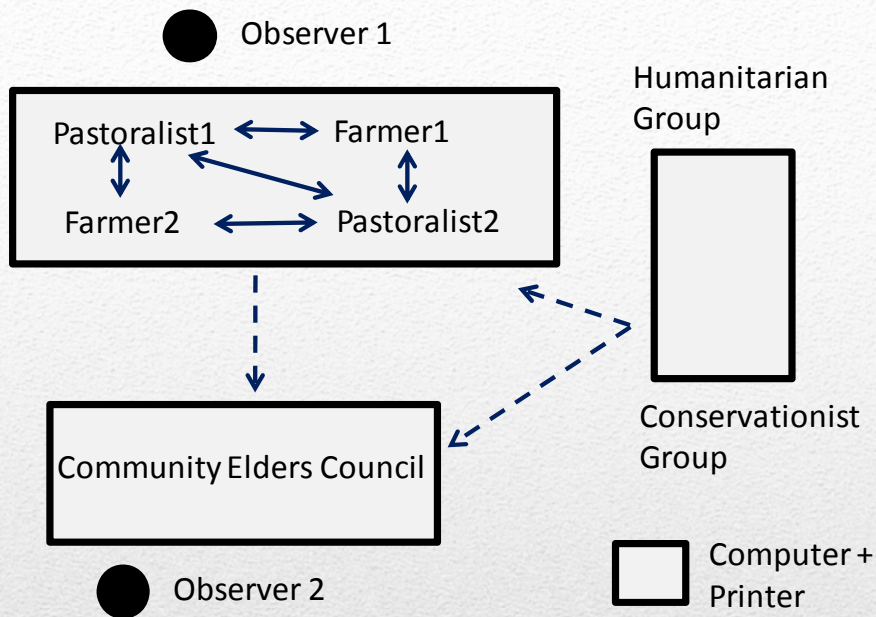 Observer 1
Humanitarian
Group
Pastoralist1
Farmer1
Farmer2
Pastoralist2
Community Elders Council
Conservationist
Group
Observer 2
Computer +
Printer